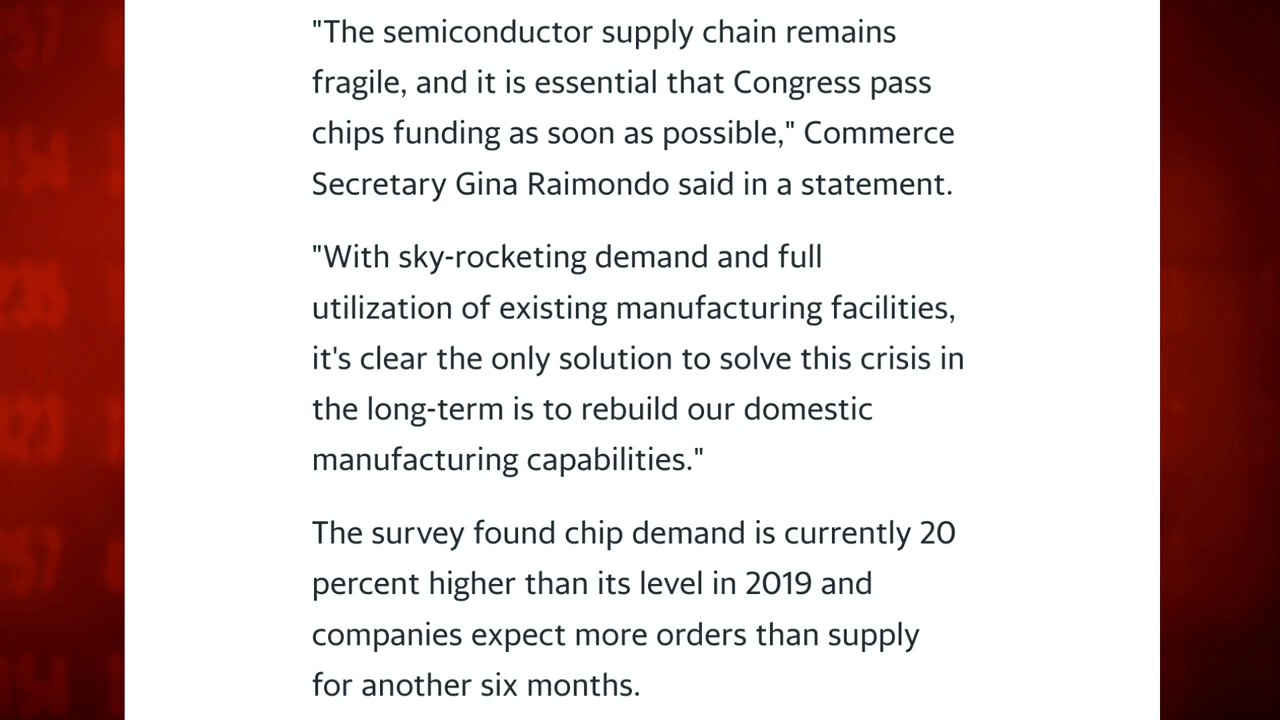 "The semiconductor supply chain remains
fragile, and it is essential that Congress pass
chips funding as soon as possible," Commerce
Secretary Gina Raimondo said in a statement.
"With sky-rocketing demand and full
utilization of existing manufacturing facilities,
it's clear the only solution to solve this crisis in
the long-term is to rebuild our domestic
manufacturing capabilities."
The survey found chip demand is currently 20
percent higher than its level in 2019 and
companies expect more orders than supply
for another six months.